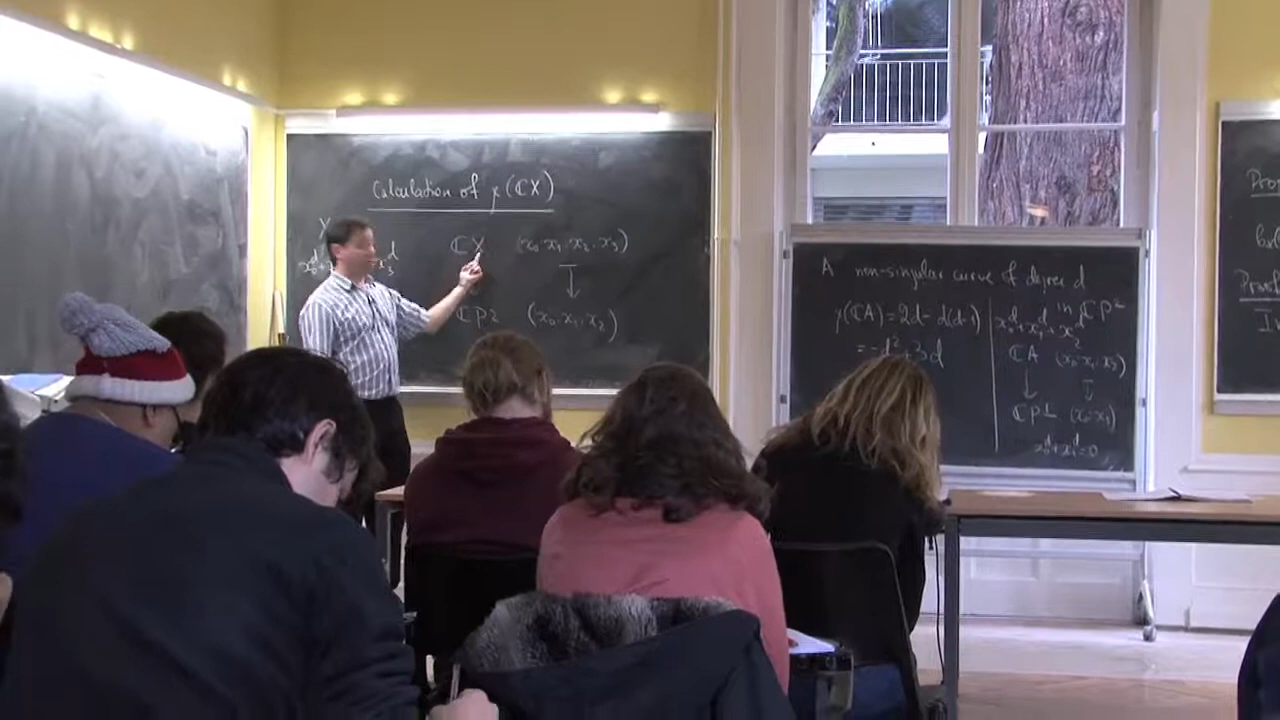 Calculation of χ(ℂX)
X
ℂX (x₀:x₁:x₂:x₃)
↓
ℂP2 (x₀:x₁:x₂)
A non-singular curve of degree d
χ(ℂA) = 2d - d(d-1)
= -d²+3d
x₀ᵈ+x₁ᵈ+x₂ᵈ in ℂP²
ℂA (x₀:x₁:x₂)
↓ ↓
ℂP1 (x₀:x₁)
x₀ᵈ+x₁ᵈ=0